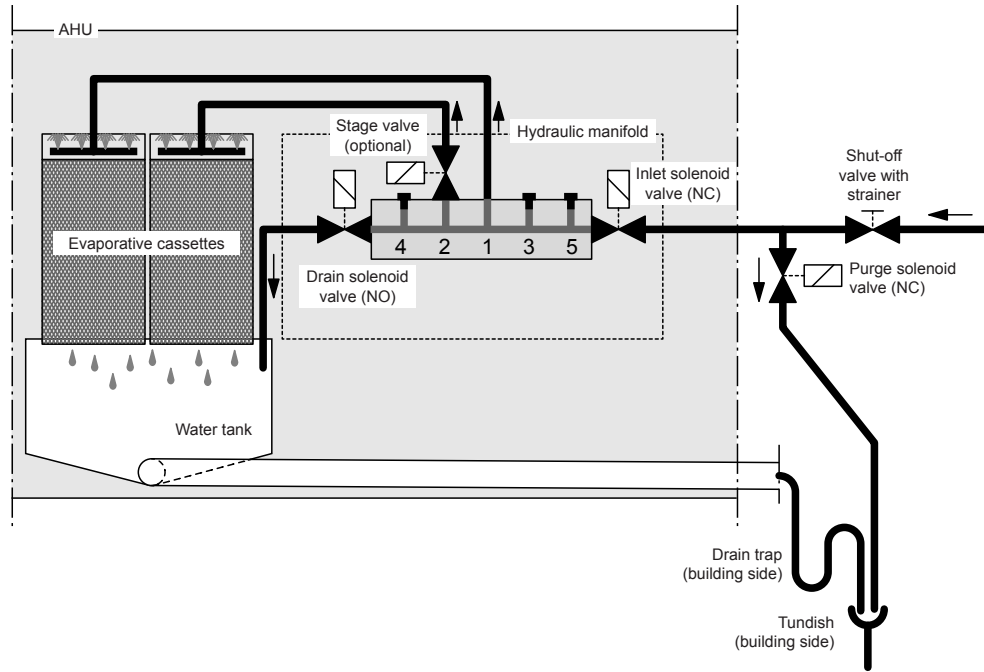 AHU
Stage valve
(optional)
Hydraulic manifold
Inlet solenoid
valve (NC)
Shut-off
valve with
strainer
Evaporative cassettes
4 2 1 3 5
Drain solenoid
valve (NO)
Purge solenoid
valve (NC)
Water tank
Drain trap
(building side)
Tundish
(building side)